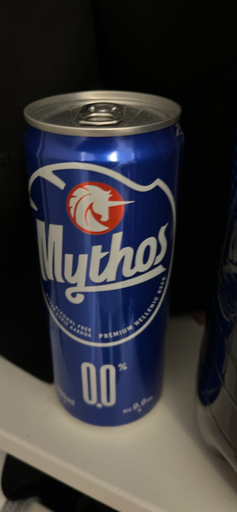 Mythos
ALCOHOL FREE
PREMIUM HELLENIC BEER
0.0%